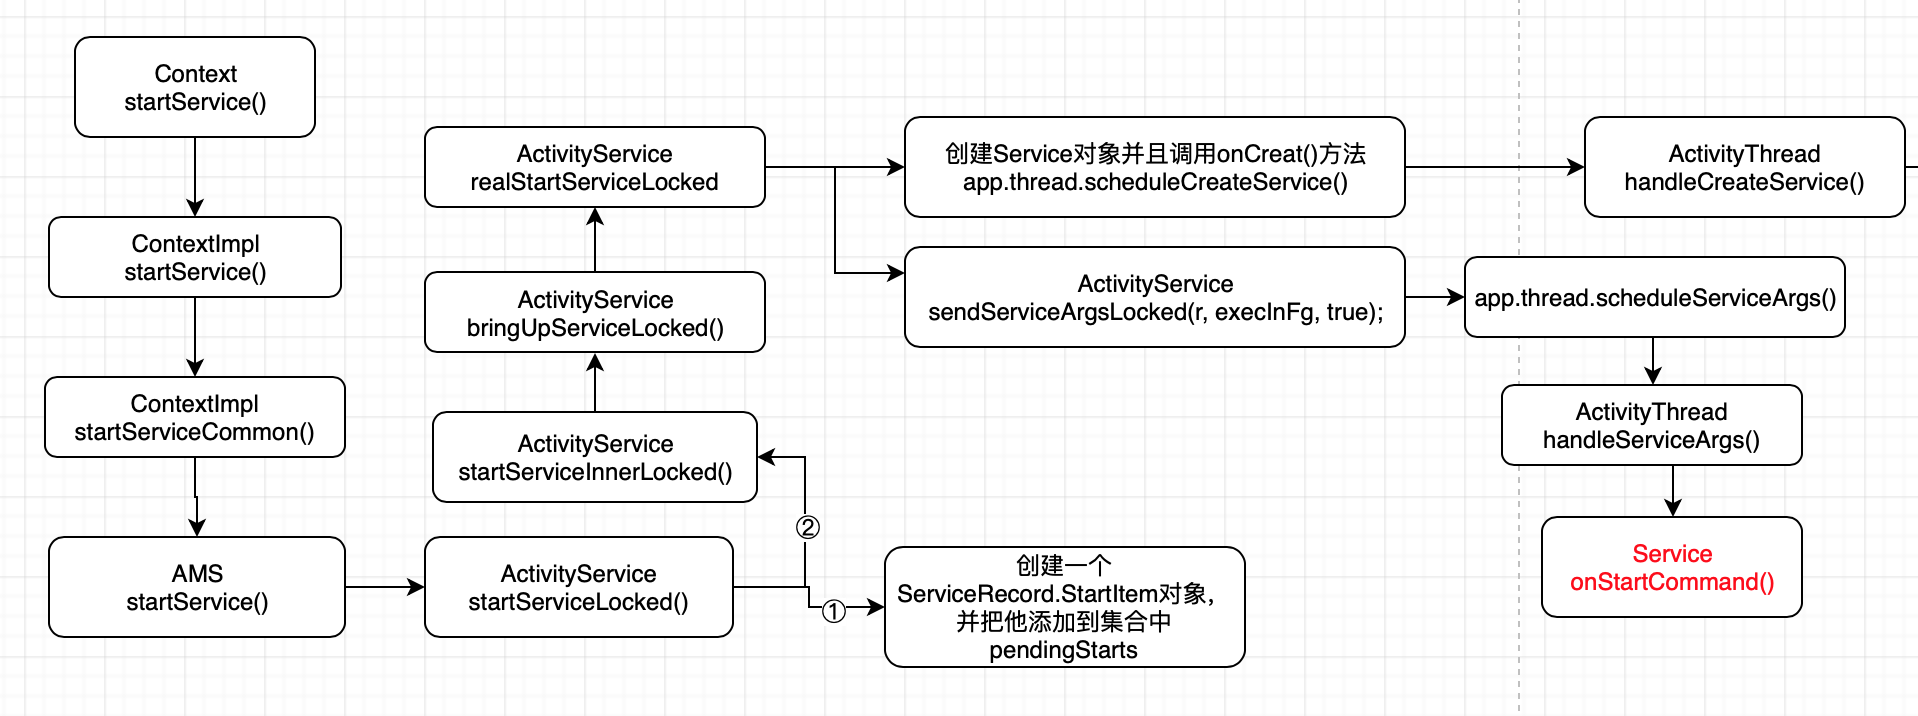 Context
startService()
ContextImpl
startService()
ContextImpl
startServiceCommon()
AMS
startService()
ActivityService
startServiceLocked()
①
创建一个
ServiceRecord.StartItem对象，
并把他添加到集合中
pendingStarts
②
ActivityService
startServiceInnerLocked()
ActivityService
bringUpServiceLocked()
ActivityService
realStartServiceLocked
创建Service对象并且调用onCreat()方法
app.thread.scheduleCreateService()
ActivityThread
handleCreateService()
ActivityService
sendServiceArgsLocked(r, execInFg, true);
app.thread.scheduleServiceArgs()
ActivityThread
handleServiceArgs()
Service
onStartCommand()